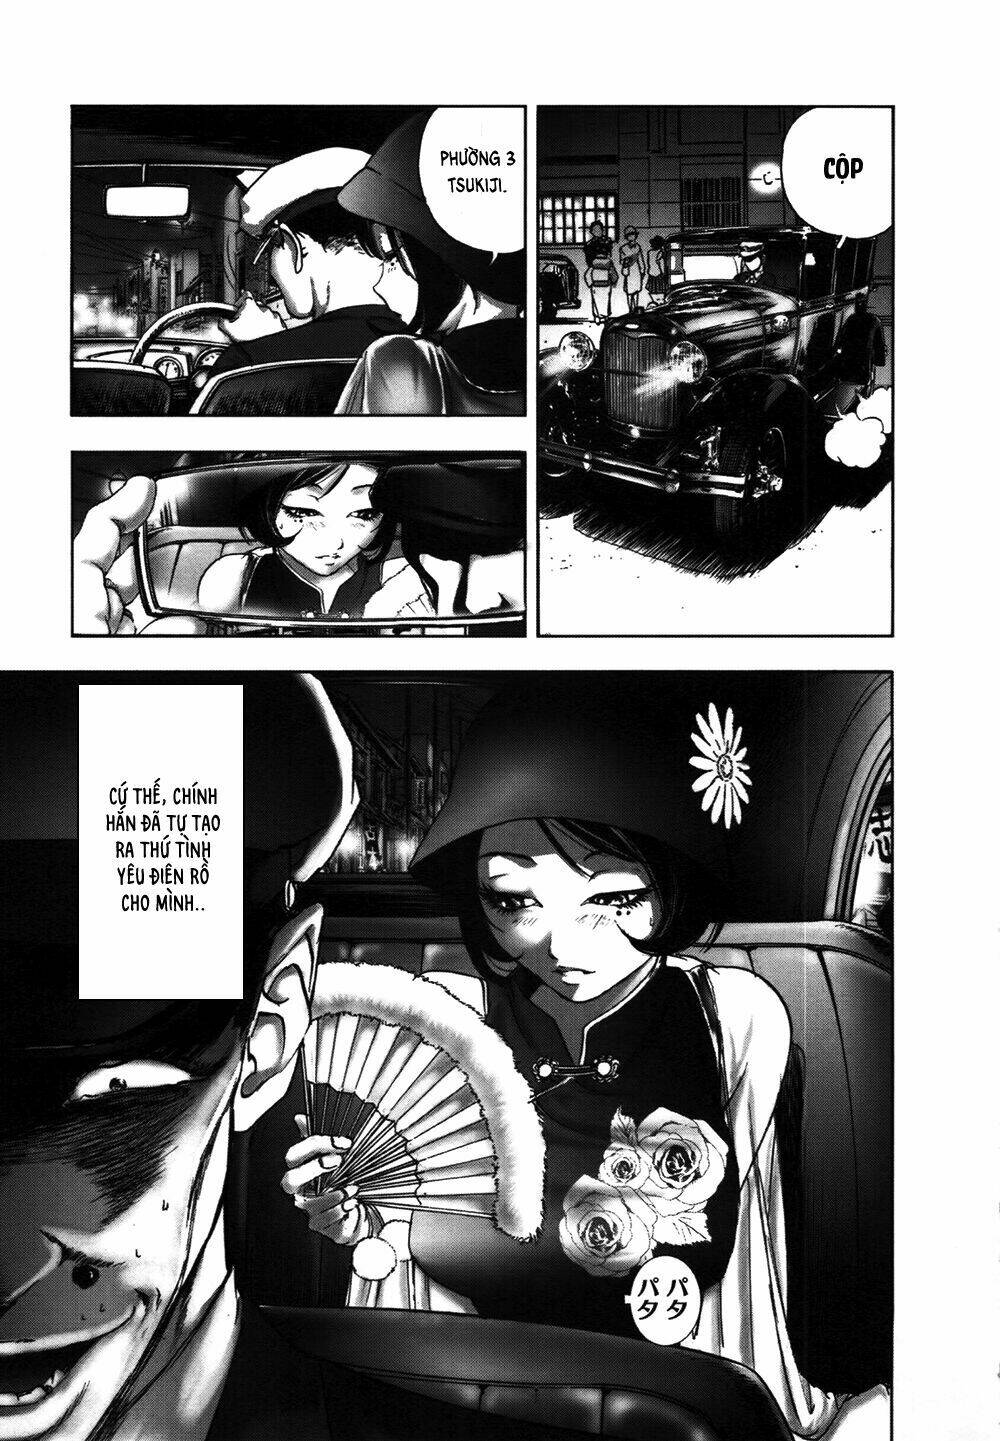 CỘP
PHƯỜNG 3
TSUKIJI.
CỨ THẾ, CHÍNH
HẮN ĐÃ TỰ TẠO
RA THỨ TÌNH
YÊU ĐIÊN RỒ
CHO MÌNH..
パタ
パタ